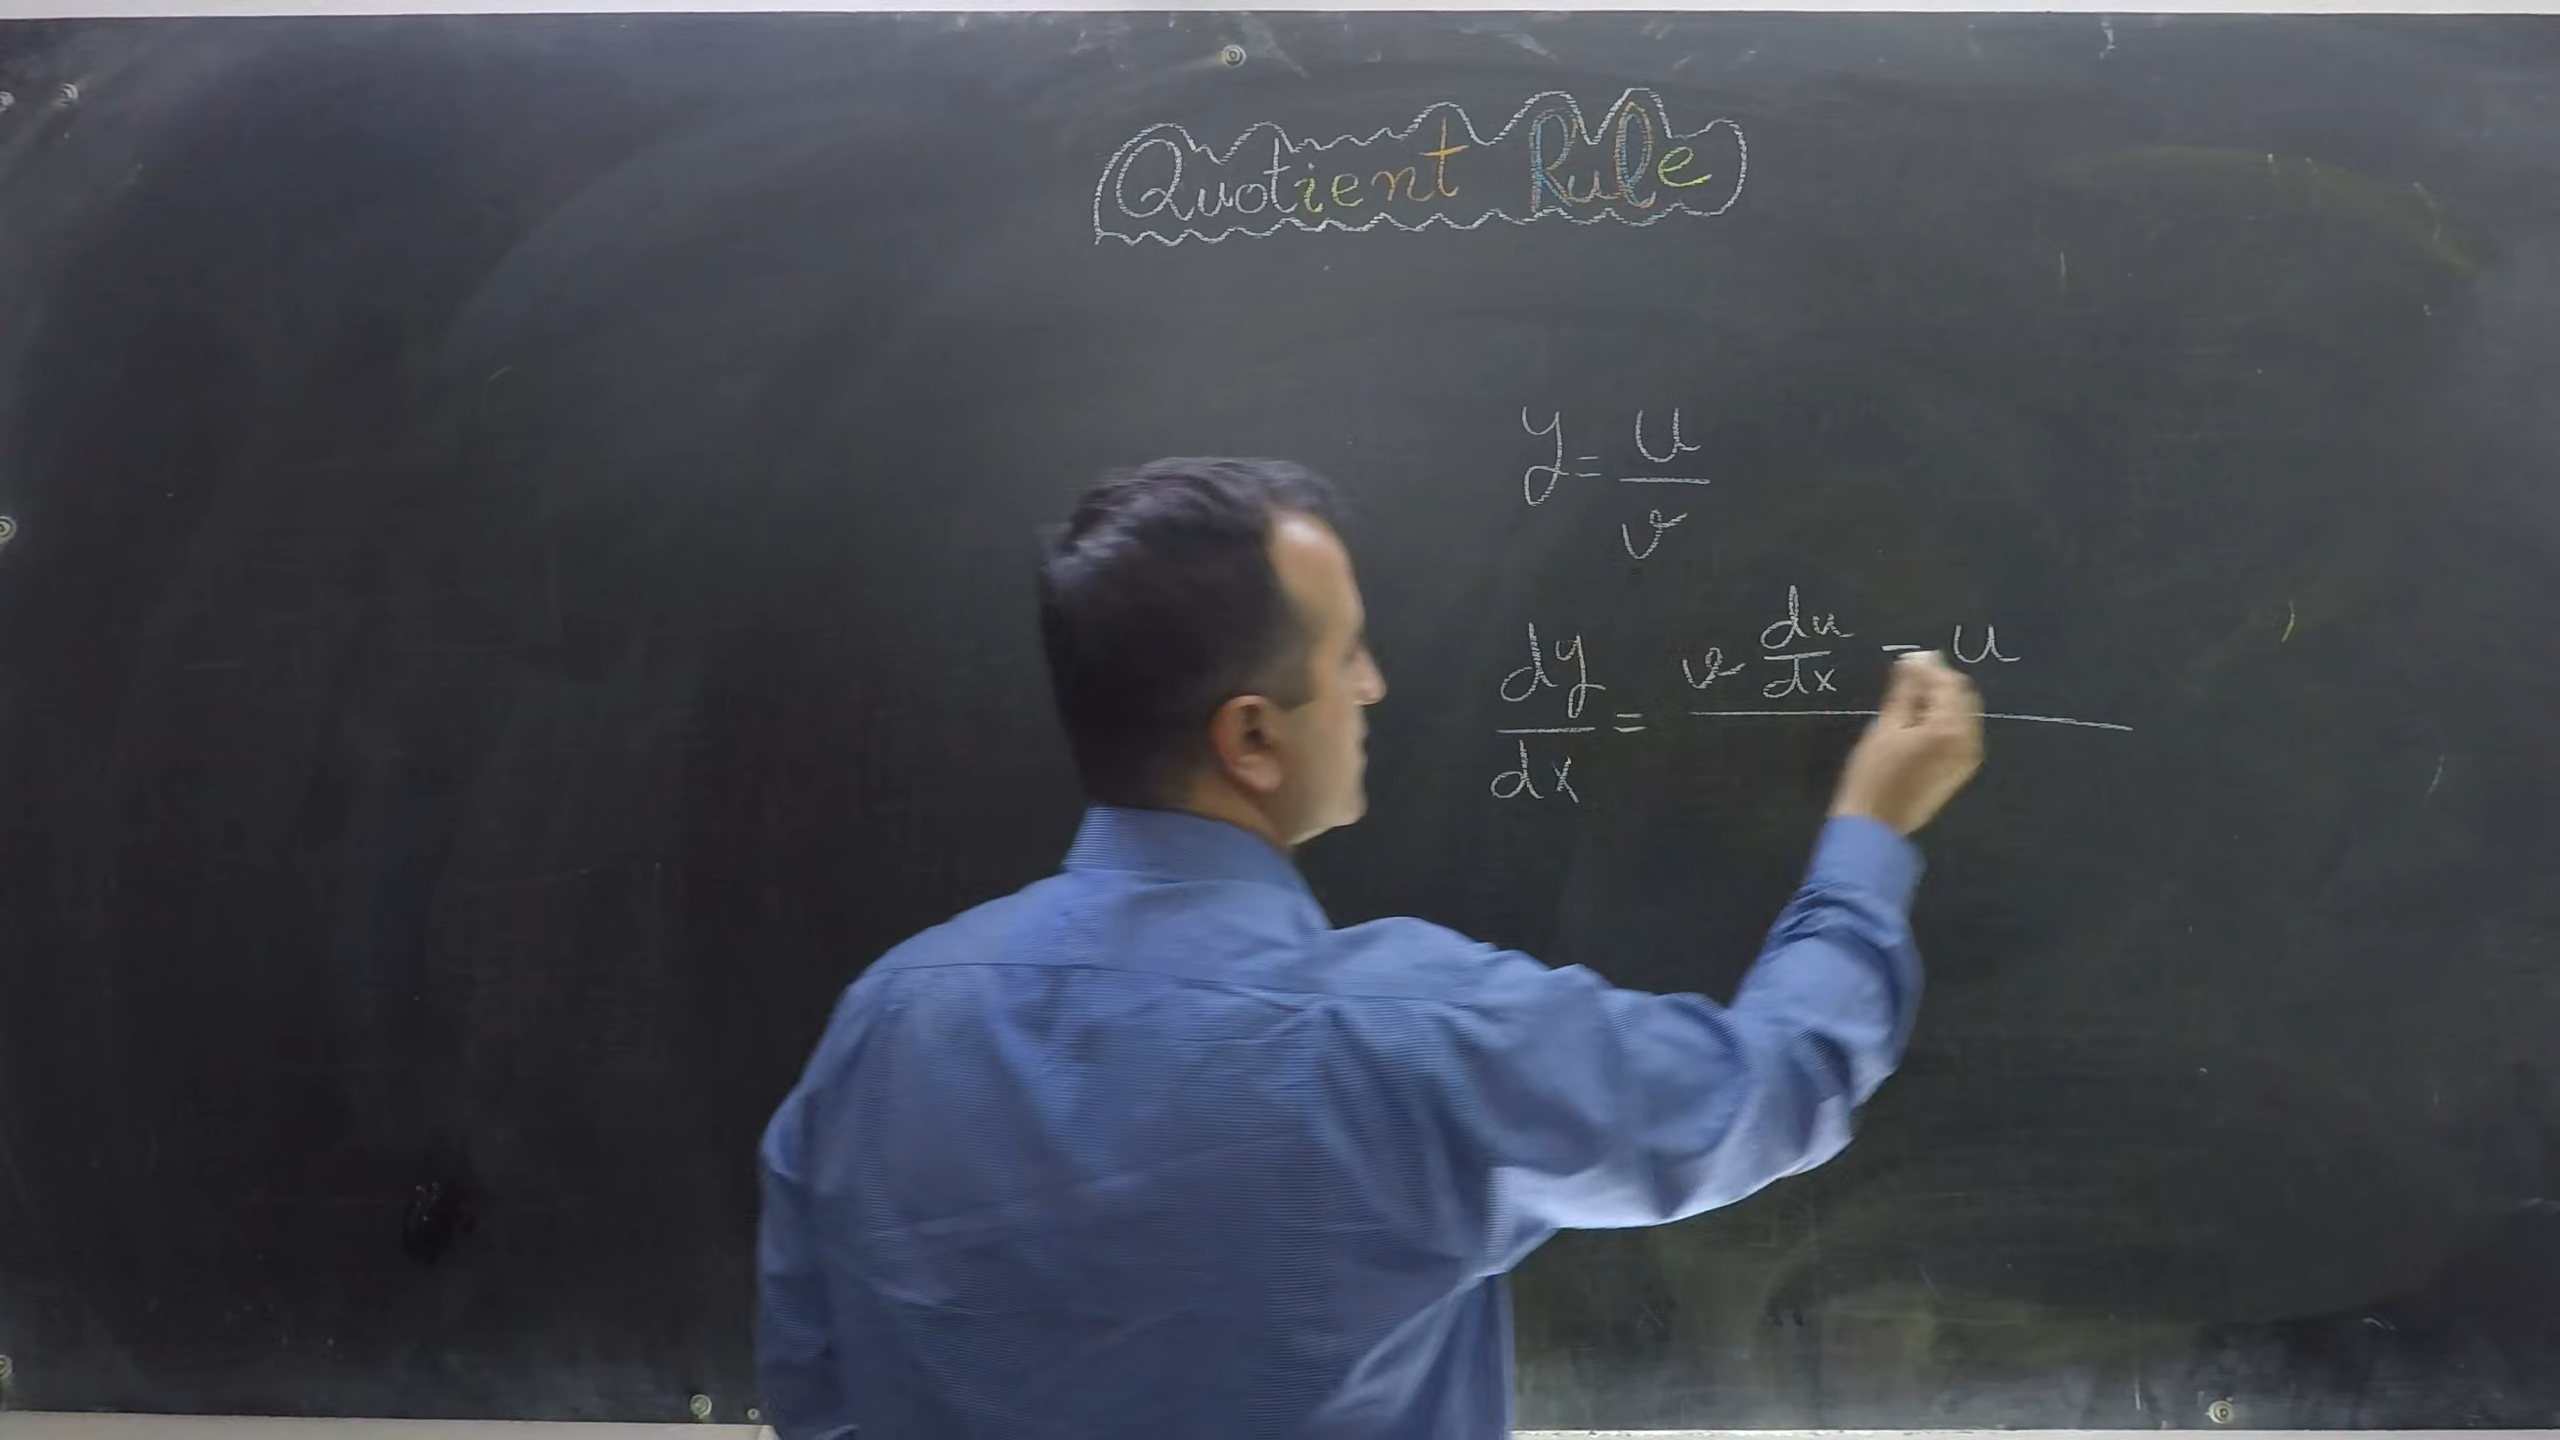 Quotient Rule
y = u/v
dy/dx = v du/dx - u